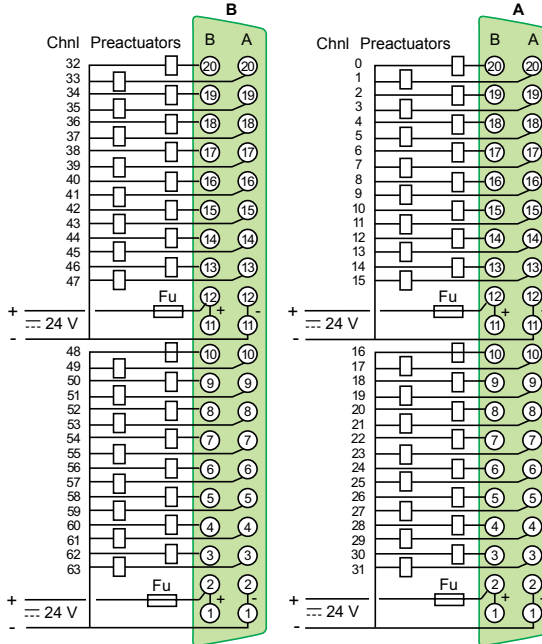 B A
Chnl Preactuators B A Chnl Preactuators B A
32 20 20 0 20 20
33 1
34 19 19 2 19 19
35 3
36 18 18 4 18 18
37 5
38 17 17 6 17 17
39 7
40 16 16 8 16 16
41 9
42 15 15 10 15 15
43 11
44 14 14 12 14 14
45 13
46 13 13 14 13 13
47 15
Fu 12 12 Fu 12 12
+ + - + + -
24 V 11 11 24 V 11 11
- -
48 10 10 16 10 10
49 17
50 9 9 18 9 9
51 19
52 8 8 20 8 8
53 21
54 7 7 22 7 7
55 23
56 6 6 24 6 6
57 25
58 5 5 26 5 5
59 27
60 4 4 28 4 4
61 29
62 3 3 30 3 3
63 31
Fu 2 2 Fu 2 2
+ + - + + -
24 V 1 1 24 V 1 1
- -